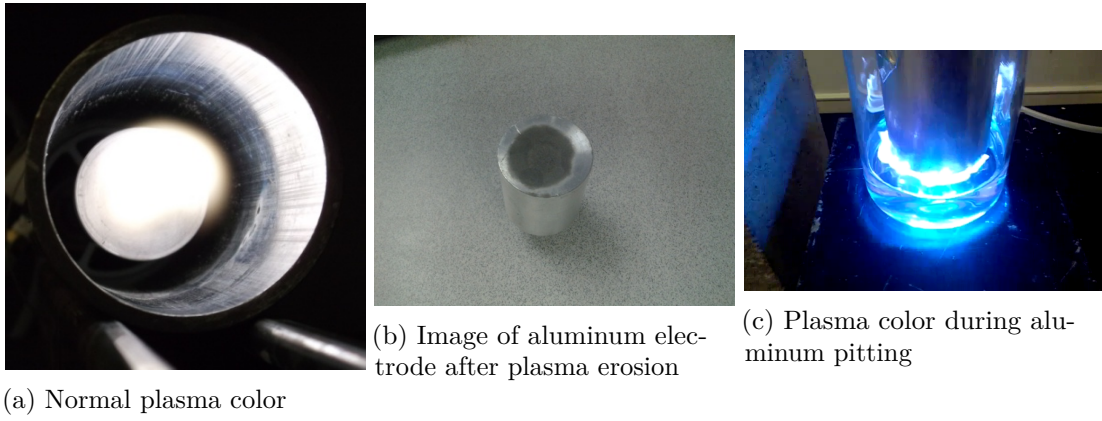 (a) Normal plasma color
(b) Image of aluminum elec-
trode after plasma erosion
(c) Plasma color during alu-
minum pitting